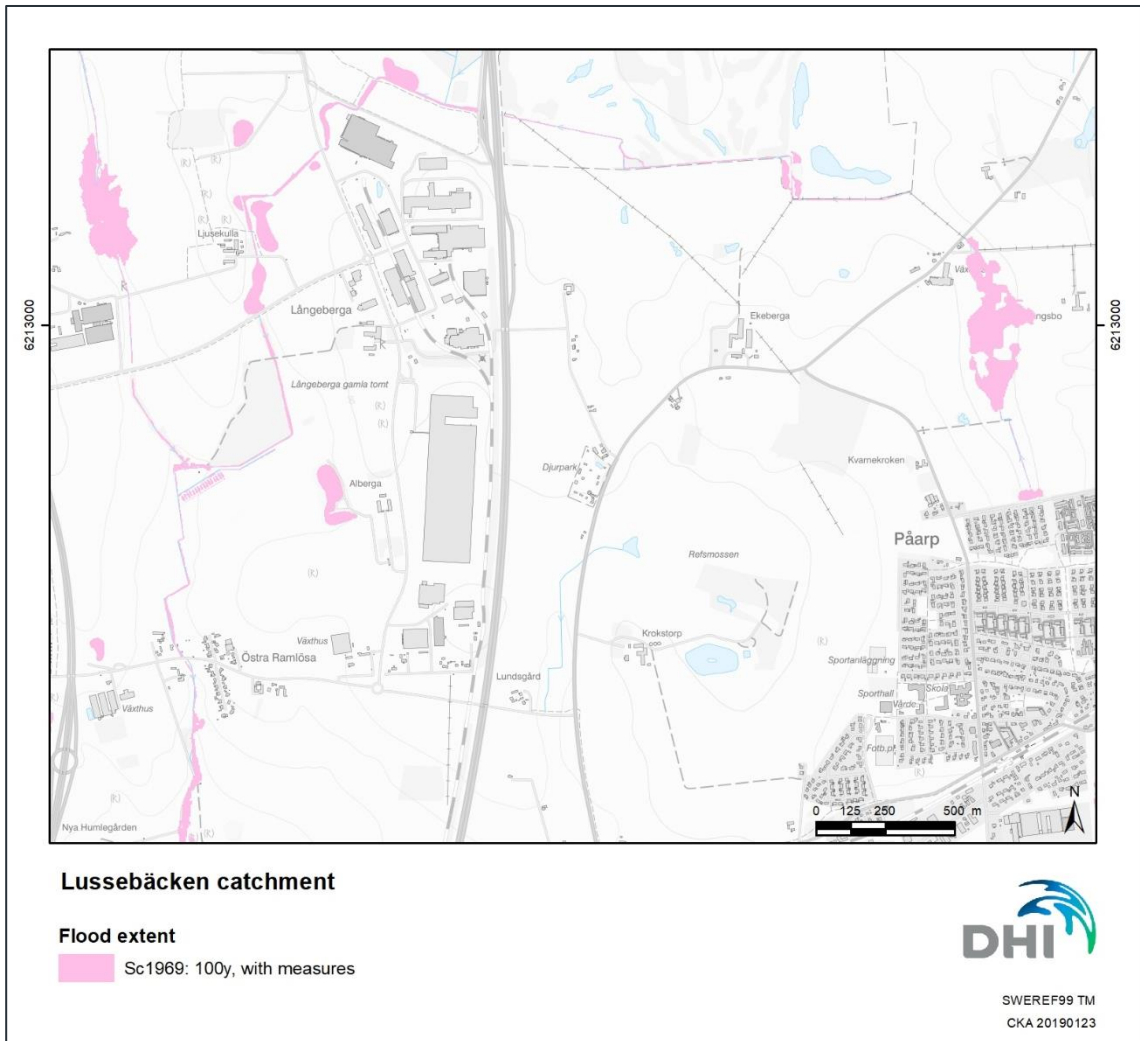 (R)
(R)
(R)
(R)
Ljusekulla
Långeberga
Långeberga gamla tomt
(R)
(R)
Ekeberga
6213000
6213000
Djurpark
Kvarnekroken
Alberga
Påarp
Refsmossen
(R)
Krokstorp
(R)
Växthus
Östra Ramlösa
Sportanläggning
Lundsgård
Sporthall
Skola
Vårdc
Växthus
Fotb.pl
(R)
(R)
Nya Humlegården
(R)
N
0 125 250 500 m
Lussebäcken catchment
Flood extent
Sc1969: 100y, with measures
DHI
SWEREF99 TM
CKA 20190123